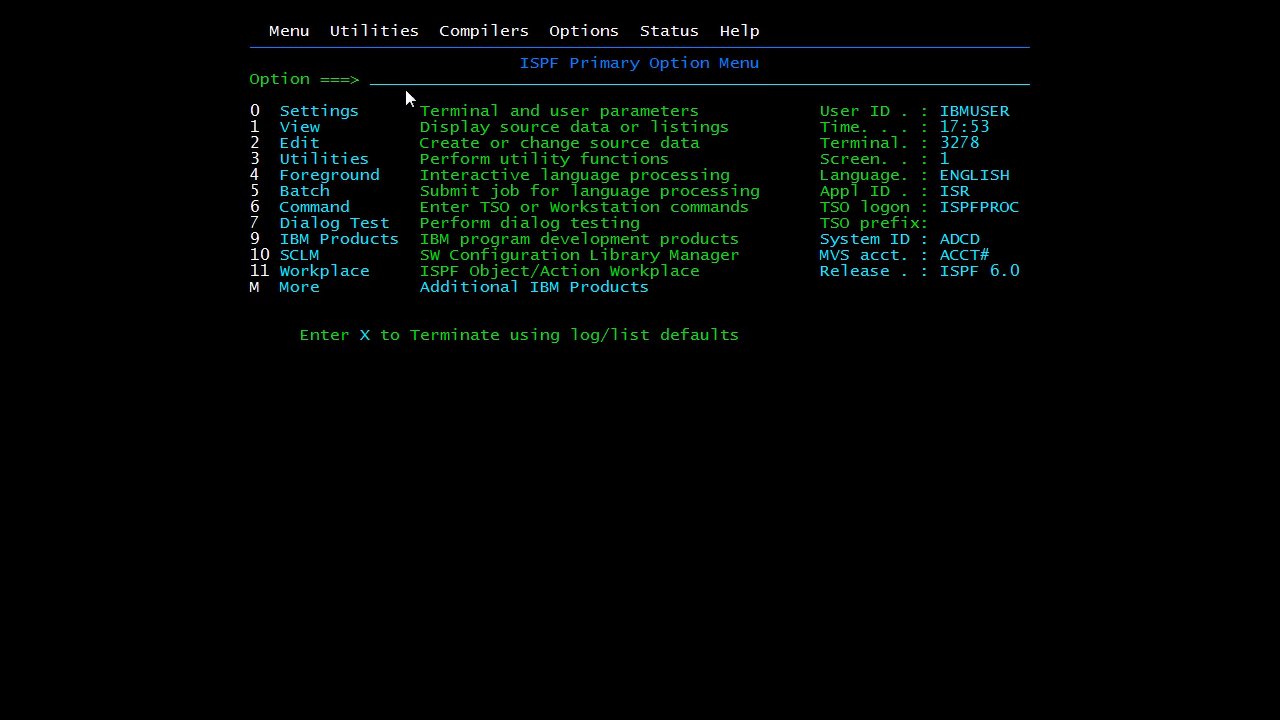 Menu  Utilities  Compilers  Options  Status  Help
ISPF Primary Option Menu
Option ===>
0  Settings      Terminal and user parameters            User ID . : IBMUSER
1  View          Display source data or listings         Time. . . : 17:53
2  Edit          Create or change source data            Terminal. : 3278
3  Utilities     Perform utility functions               Screen. . : 1
4  Foreground    Interactive language processing         Language. : ENGLISH
5  Batch         Submit job for language processing      Appl ID . : ISR
6  Command       Enter TSO or Workstation commands       TSO logon : ISPFPROC
7  Dialog Test   Perform dialog testing                  TSO prefix:
9  IBM Products  IBM program development products        System ID : ADCD
10 SCLM          SW Configuration Library Manager        MVS acct. : ACCT#
11 Workplace     ISPF Object/Action Workplace            Release . : ISPF 6.0
M  More          Additional IBM Products
Enter X to Terminate using log/list defaults